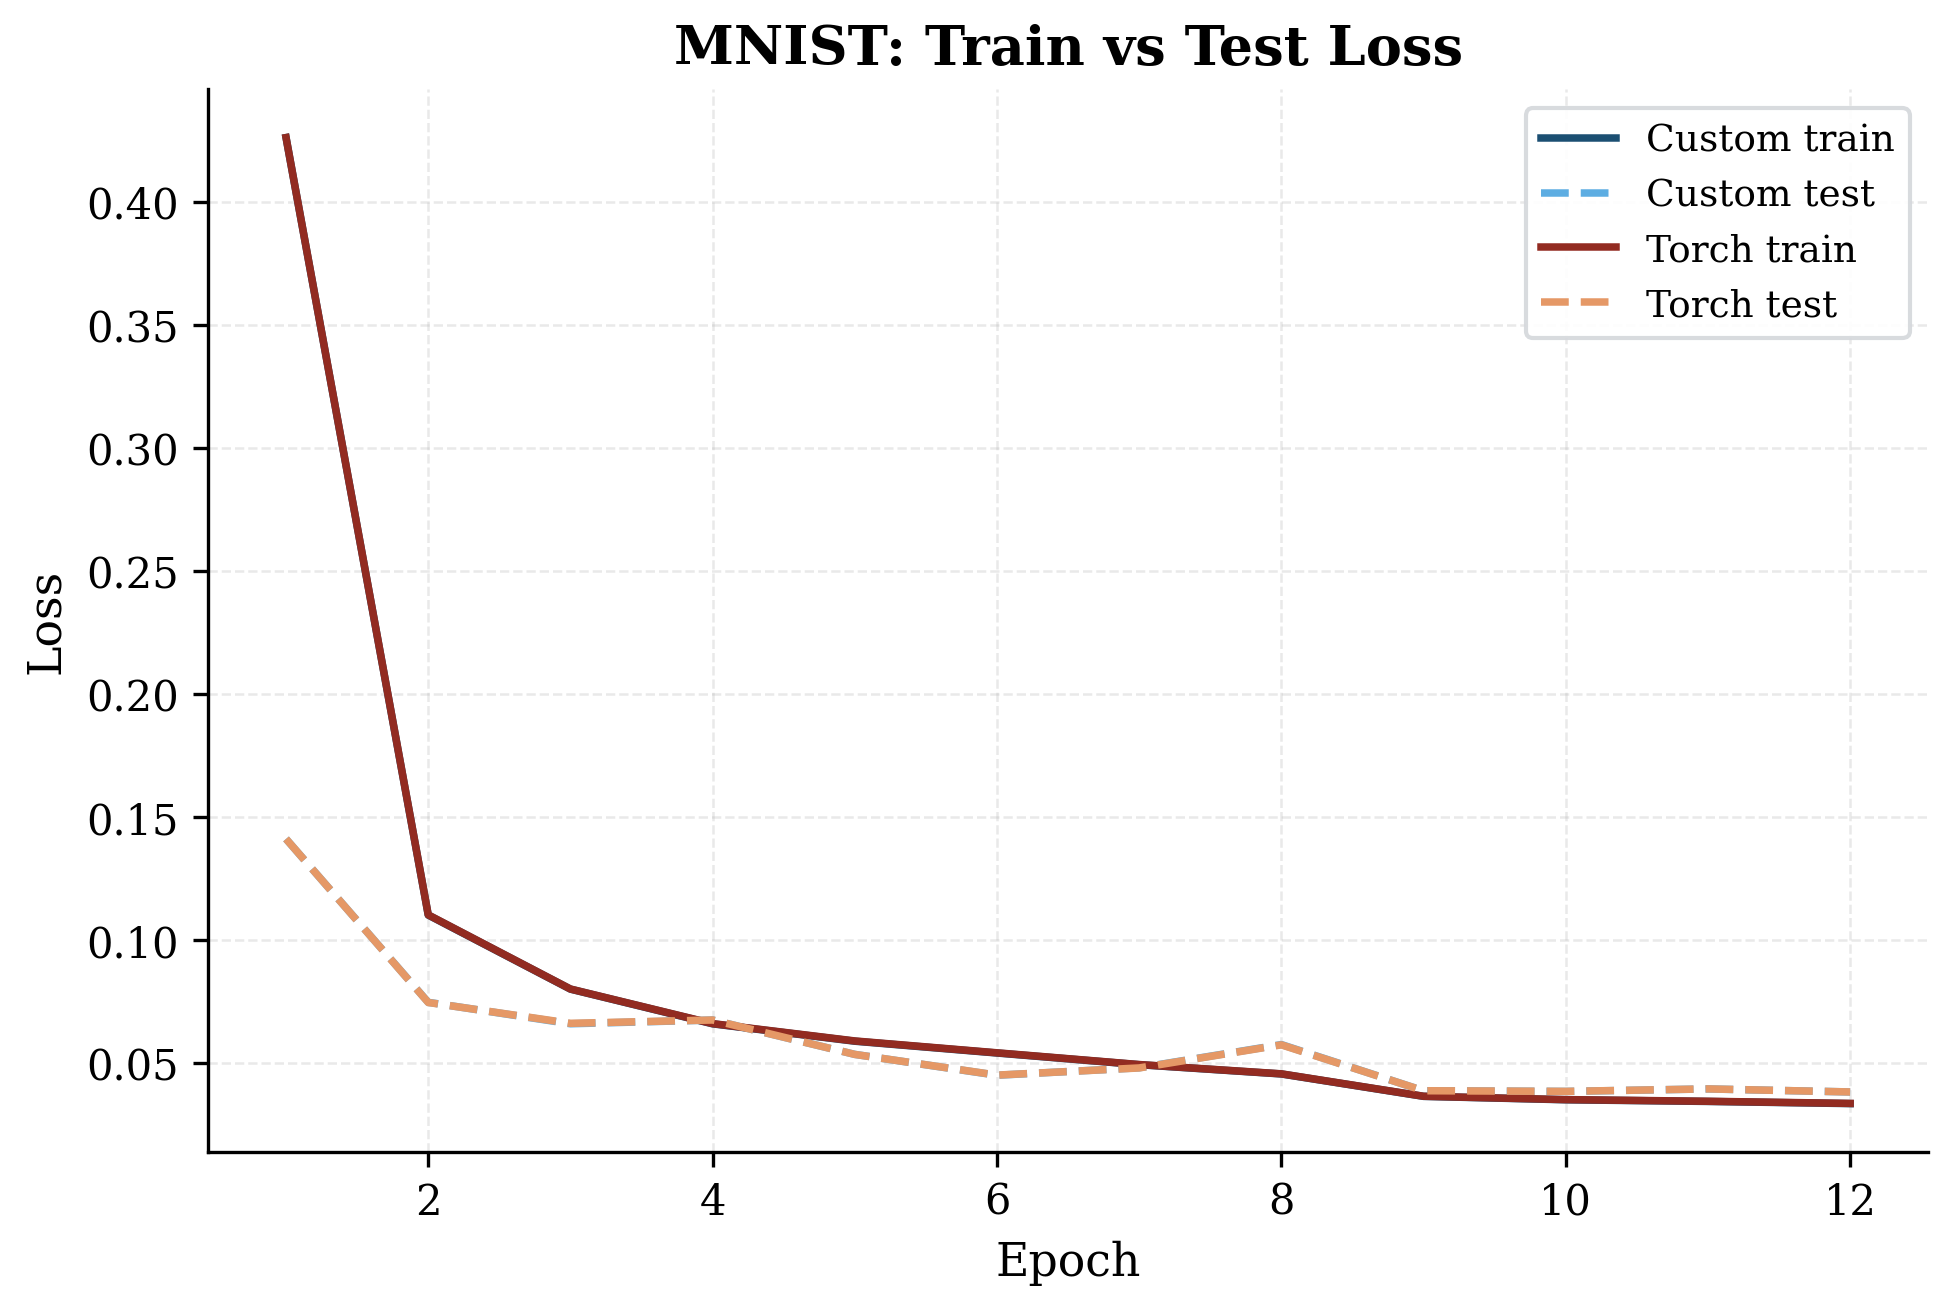 MNIST: Train vs Test Loss
Custom train
Custom test
Torch train
Torch test
Loss
0.40
0.35
0.30
0.25
0.20
0.15
0.10
0.05
2 4 6 8 10 12
Epoch